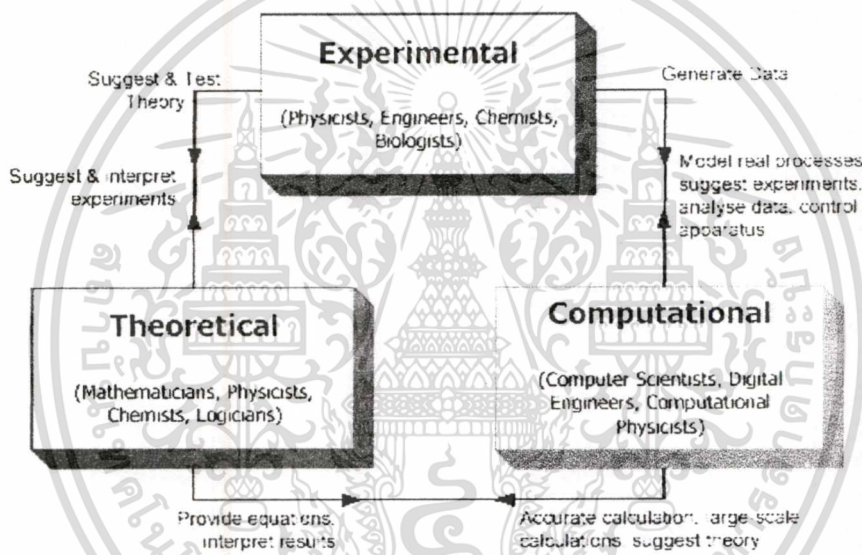 Experimental
(Physicists, Engineers, Chemists,
Biologists)
Suggest & Test
Theory
Generate Data
Suggest & interpret
experiments
Model real processes,
suggest experiments,
analyse data, control
apparatus
Theoretical
(Mathematicians, Physicists,
Chemists, Logicians)
Computational
(Computer Scientists, Digital
Engineers, Computational
Physicists)
Provide equations,
interpret results
Accurate calculation, large-scale
calculations, suggest theory